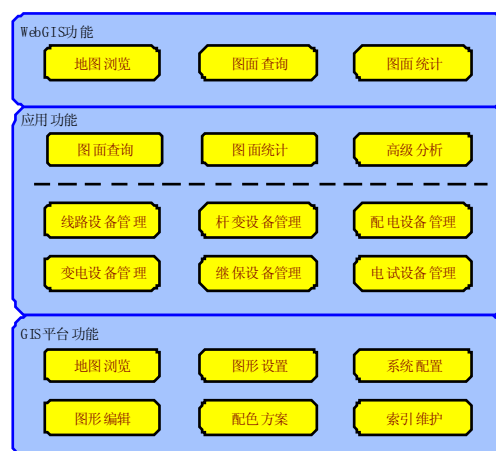 WebGIS功能
地图浏览 图面查询 图面统计
应用功能
图面查询 图面统计 高级分析
线路设备管理 杆变设备管理 配电设备管理
变电设备管理 继保设备管理 电试设备管理
GIS平台功能
地图浏览 图形设置 系统配置
图形编辑 配色方案 索引维护